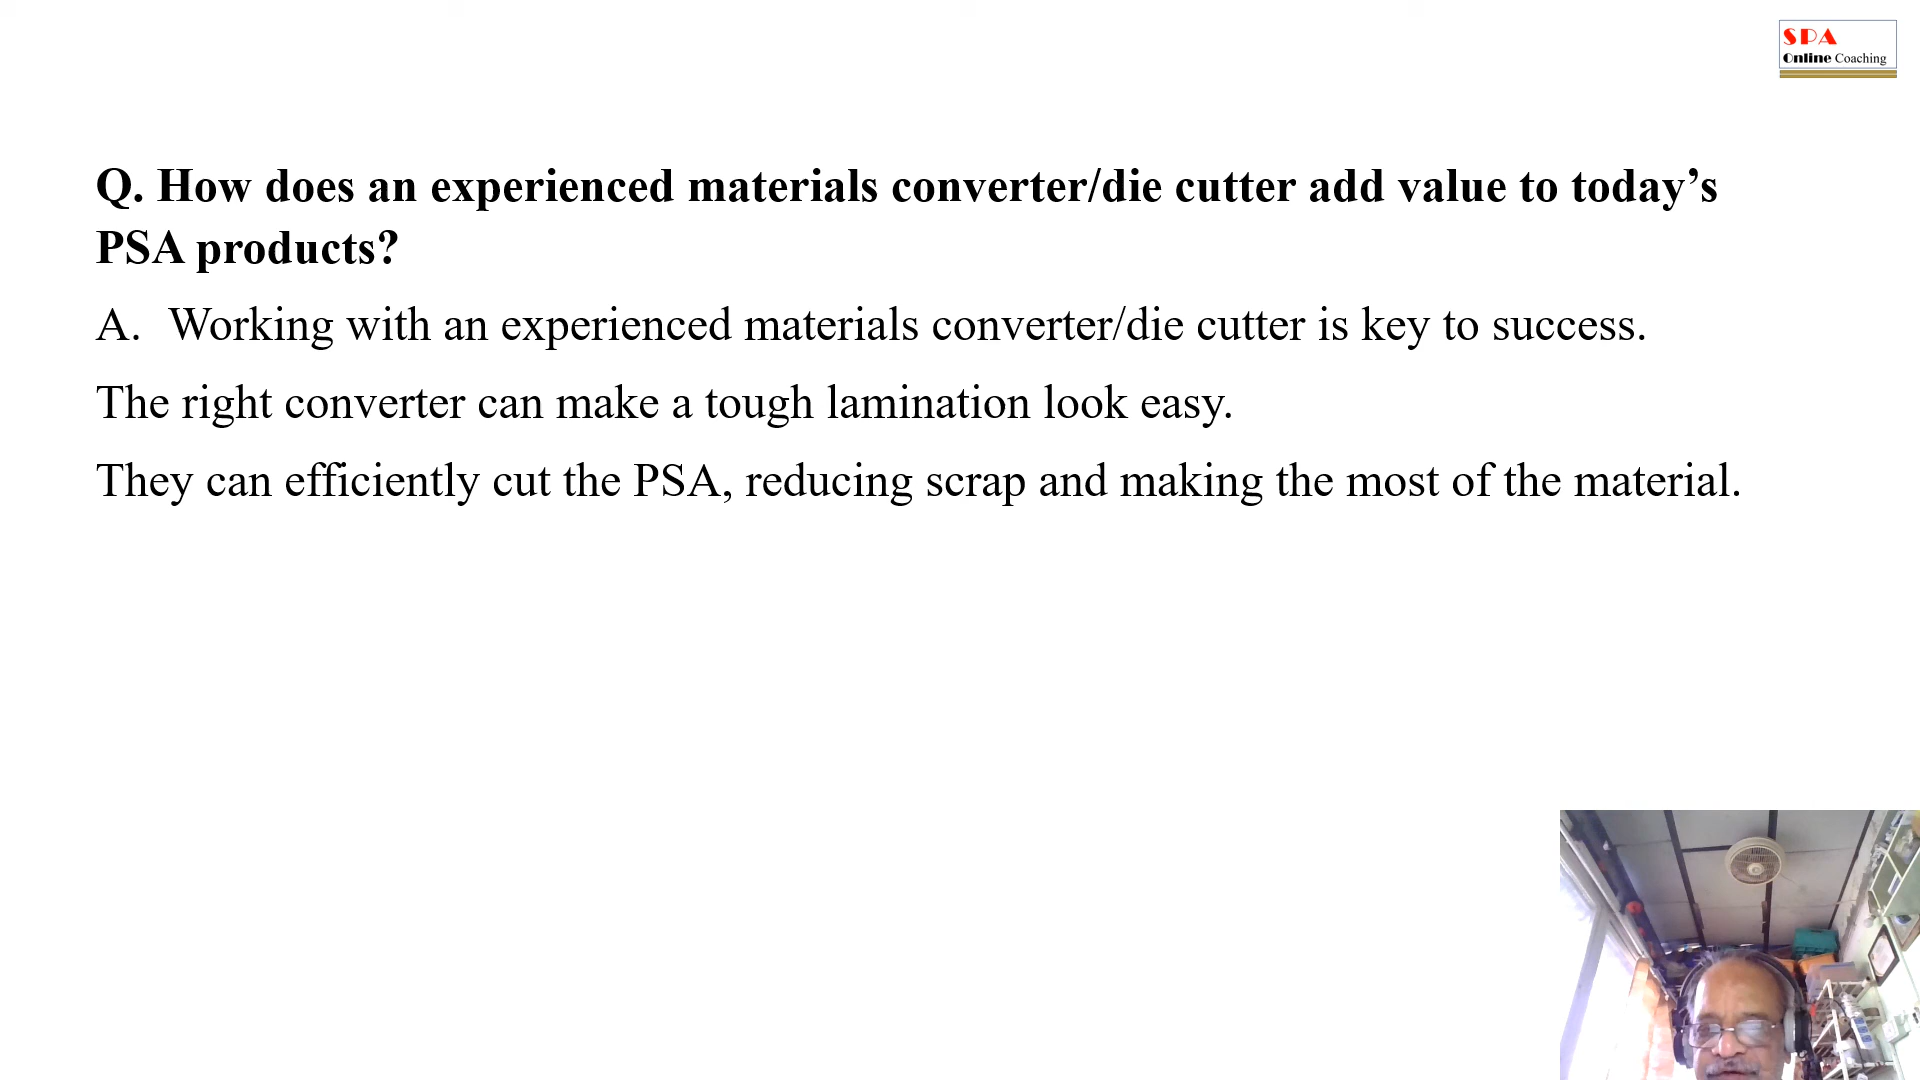 SPA
Online Coaching
Q. How does an experienced materials converter/die cutter add value to today’s
PSA products?
A. Working with an experienced materials converter/die cutter is key to success.
The right converter can make a tough lamination look easy.
They can efficiently cut the PSA, reducing scrap and making the most of the material.